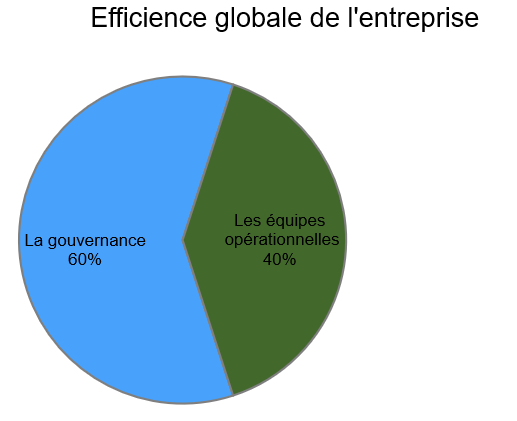 Efficience globale de l'entreprise
La gouvernance
60%
Les équipes
opérationnelles
40%